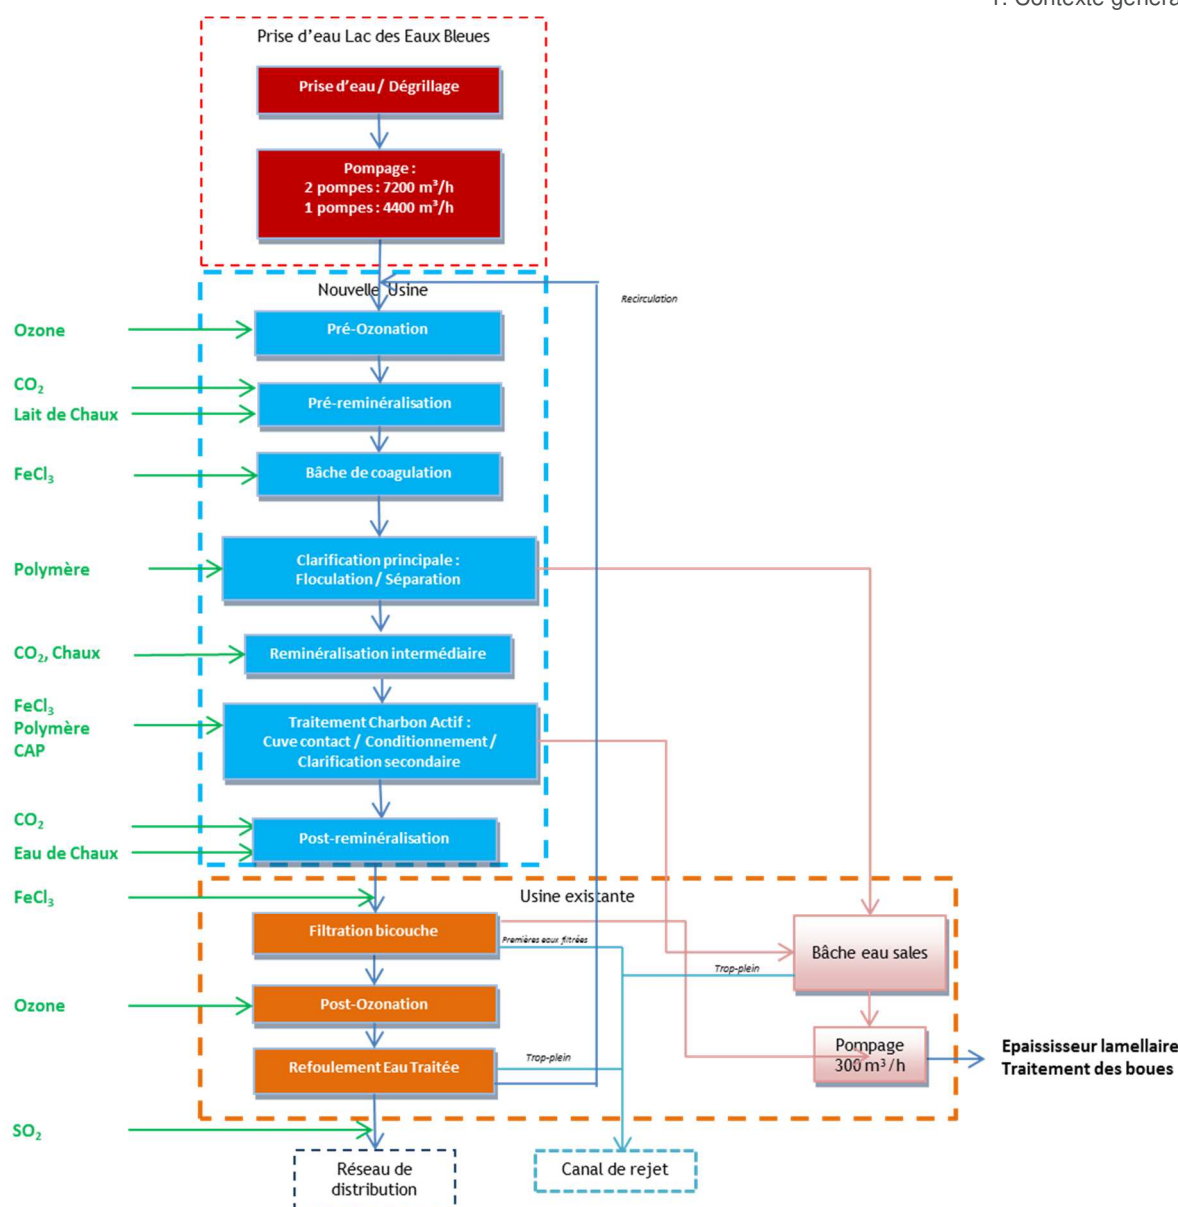 1. Contexte généra
Prise d'eau Lac des Eaux Bleues
Prise d'eau / Dégrillage
Pompage :
2 pompes : 7200 m³/h
1 pompes : 4400 m³/h
Nouvelle Usine
Recirculation
Ozone
Pré-Ozonation
CO₂
Lait de Chaux
Pré-reminéralisation
FeCl₃
Bâche de coagulation
Polymère
Clarification principale :
Floculation / Séparation
CO₂, Chaux
Reminéralisation intermédiaire
FeCl₃
Polymère
CAP
Traitement Charbon Actif :
Cuve contact / Conditionnement /
Clarification secondaire
CO₂
Eau de Chaux
Post-reminéralisation
FeCl₃
Usine existante
Filtration bicouche
Premières eaux filtrées
Bâche eau sales
Trop-plein
Ozone
Post-Ozonation
Pompage
300 m³/h
Epaississeur lamellaire
Traitement des boues
Refoulement Eau Traitée
Trop-plein
SO₂
Réseau de
distribution
Canal de rejet